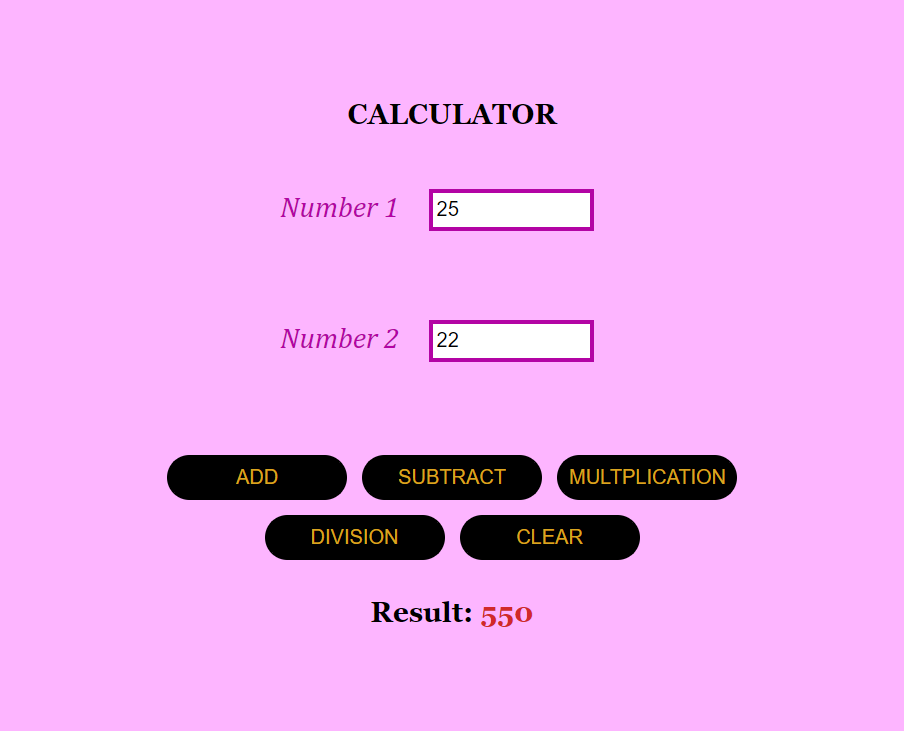 CALCULATOR
Number 1 25
Number 2 22
ADD SUBTRACT MULTPLICATION
DIVISION CLEAR
Result: 550